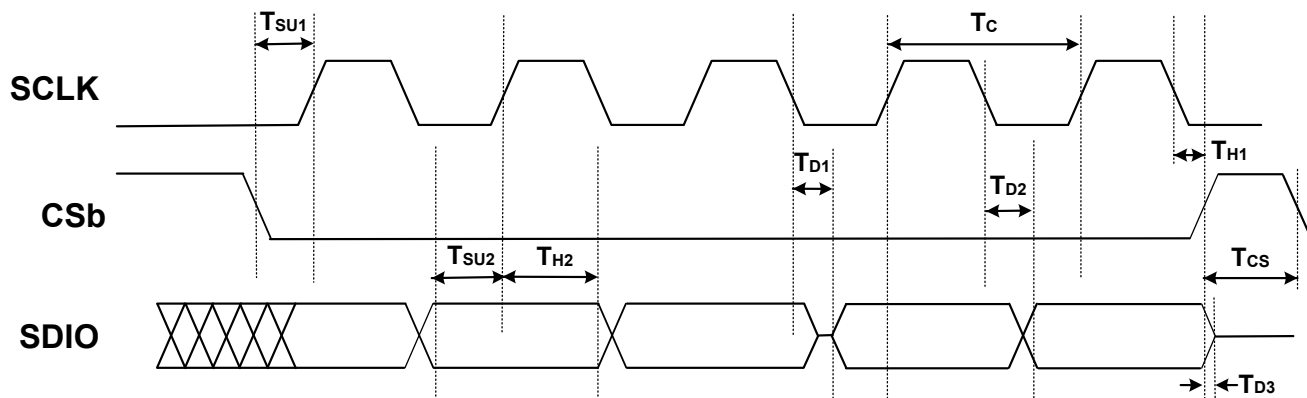 TSU1
TC
SCLK
TH1
TD1
TD2
CSb
TSU2
TH2
TCS
SDIO
TD3